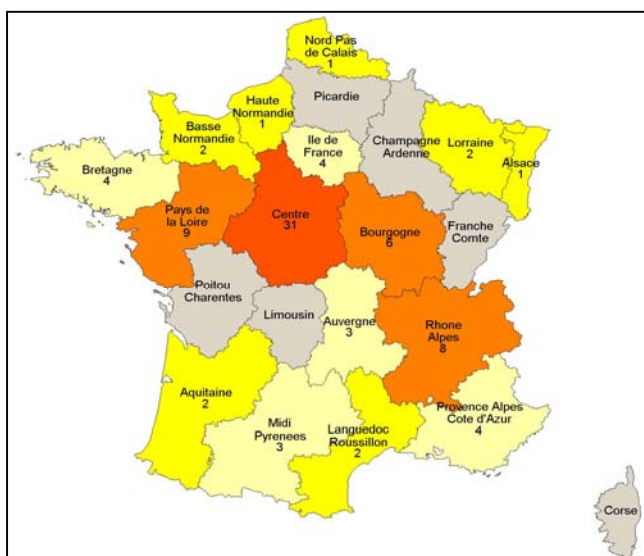 Nord Pas
de Calais
1
Picardie
Haute
Normandie
1
Basse
Normandie
2
Ile de
France
4
Champagne
Ardenne
Lorraine
2
Alsace
1
Bretagne
4
Pays de
la Loire
9
Centre
31
Bourgogne
6
Franche
Comte
Poitou
Charentes
Limousin
Auvergne
3
Rhone
Alpes
8
Aquitaine
2
Midi
Pyrenees
3
Languedoc
Roussillon
2
Provence Alpes
Cote d'Azur
4
Corse